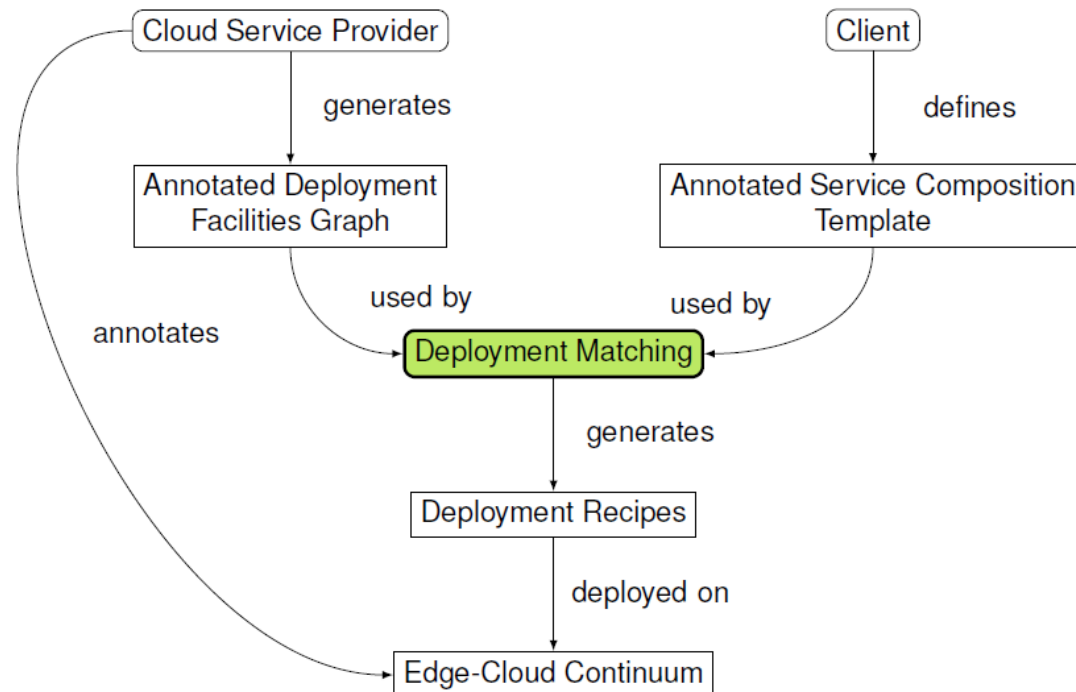 Cloud Service Provider
Client
generates
defines
Annotated Deployment
Facilities Graph
Annotated Service Composition
Template
used by
used by
annotates
Deployment Matching
generates
Deployment Recipes
deployed on
Edge-Cloud Continuum